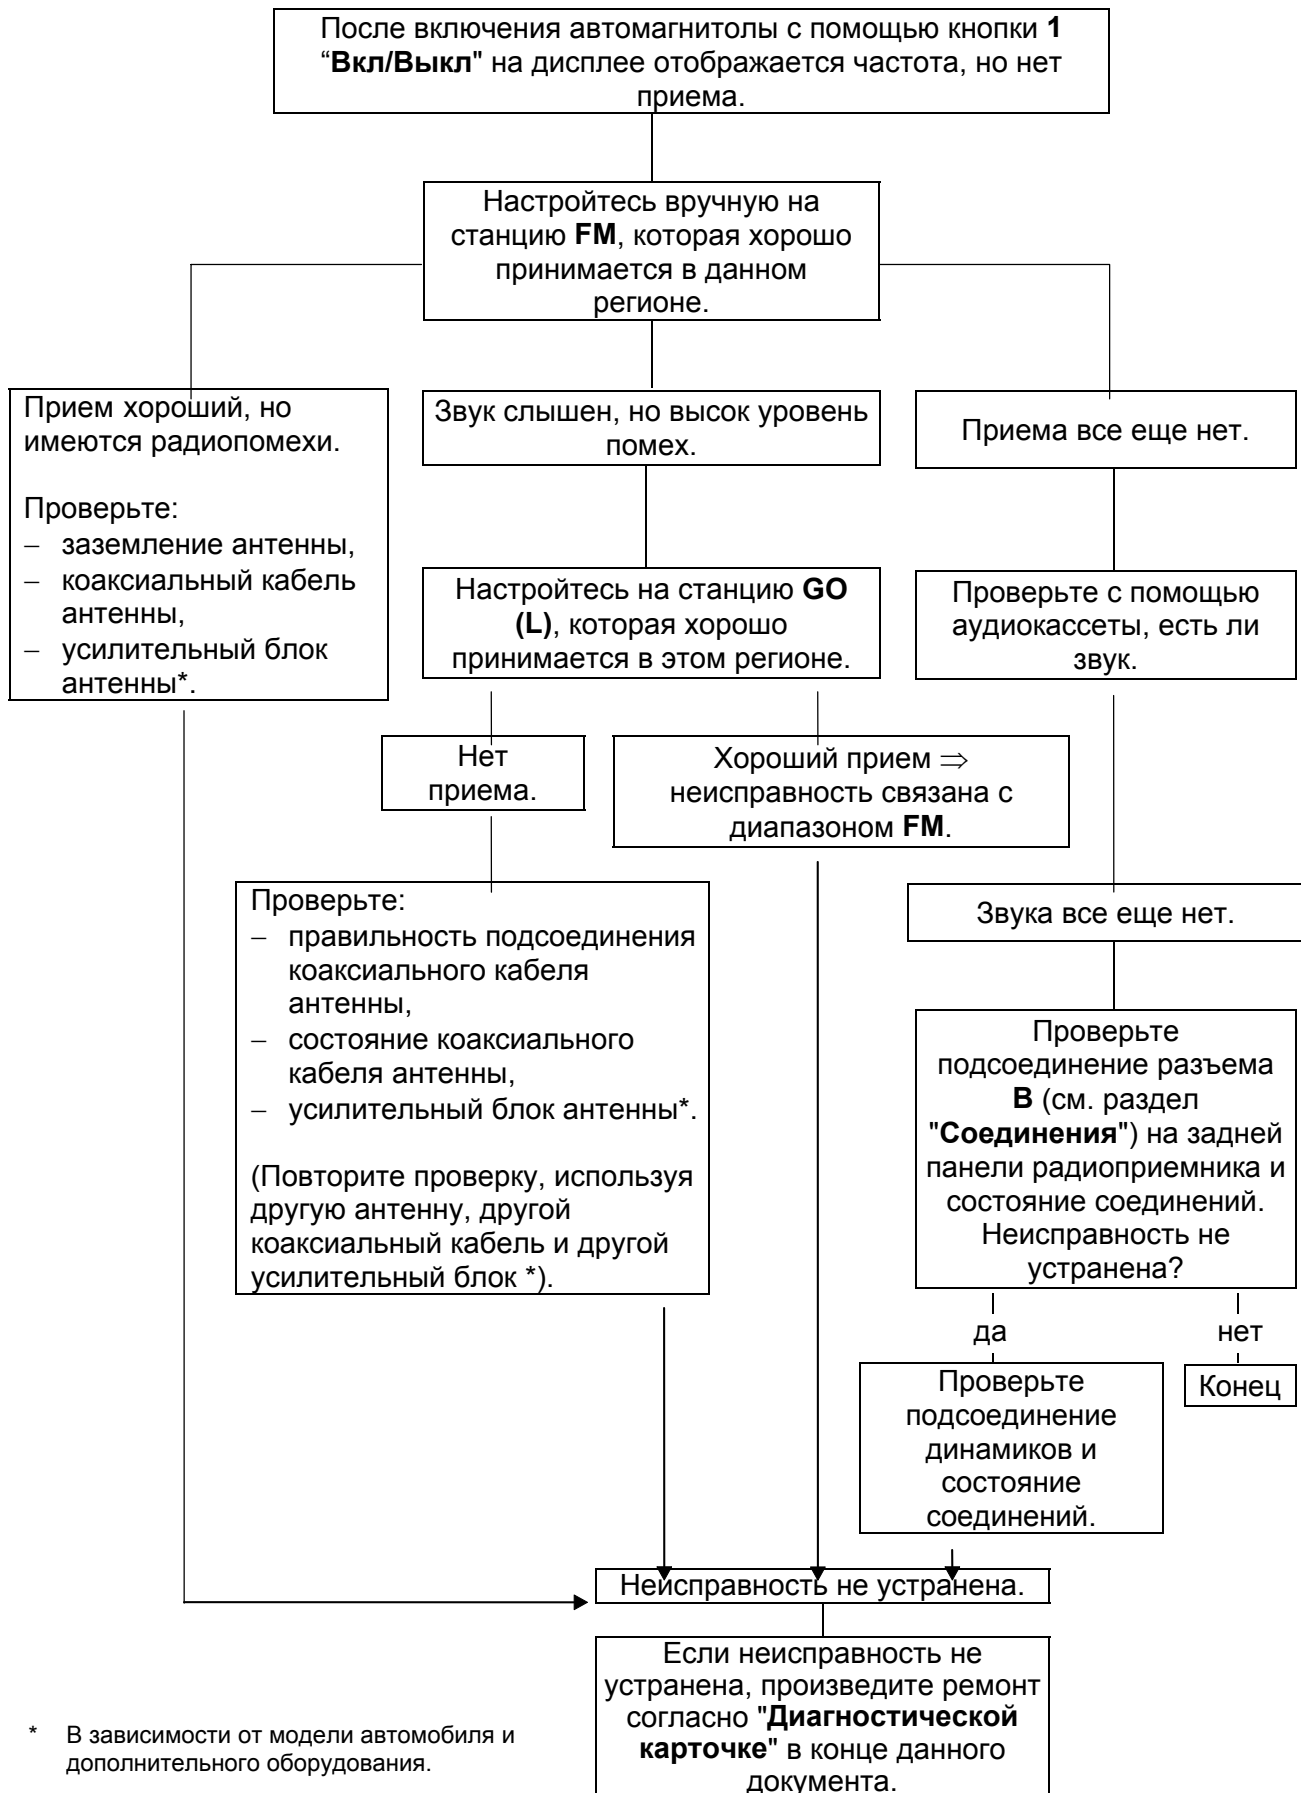 После включения автомагнитолы с помощью кнопки 1
“Вкл/Выкл" на дисплее отображается частота, но нет
приема.
Настройтесь вручную на
станцию FM, которая хорошо
принимается в данном
регионе.
Прием хороший, но
имеются радиопомехи.
Проверьте:
– заземление антенны,
– коаксиальный кабель
антенны,
– усилительный блок
антенны*.
Звук слышен, но высок уровень
помех.
Приема все еще нет.
Настройтесь на станцию GO
(L), которая хорошо
принимается в этом регионе.
Проверьте с помощью
аудиокассеты, есть ли
звук.
Нет
приема.
Хороший прием ⇒
неисправность связана с
диапазоном FM.
Проверьте:
– правильность подсоединения
коаксиального кабеля
антенны,
– состояние коаксиального
кабеля антенны,
– усилительный блок антенны*.
(Повторите проверку, используя
другую антенну, другой
коаксиальный кабель и другой
усилительный блок *).
Звука все еще нет.
Проверьте
подсоединение разъема
B (см. раздел
"Соединения") на задней
панели радиоприемника и
состояние соединений.
Неисправность не
устранена?
да
нет
Проверьте
подсоединение
динамиков и
состояние
соединений.
Конец
Неисправность не устранена.
Если неисправность не
устранена, произведите ремонт
согласно "Диагностической
карточке" в конце данного
документа.
* В зависимости от модели автомобиля и
дополнительного оборудования.